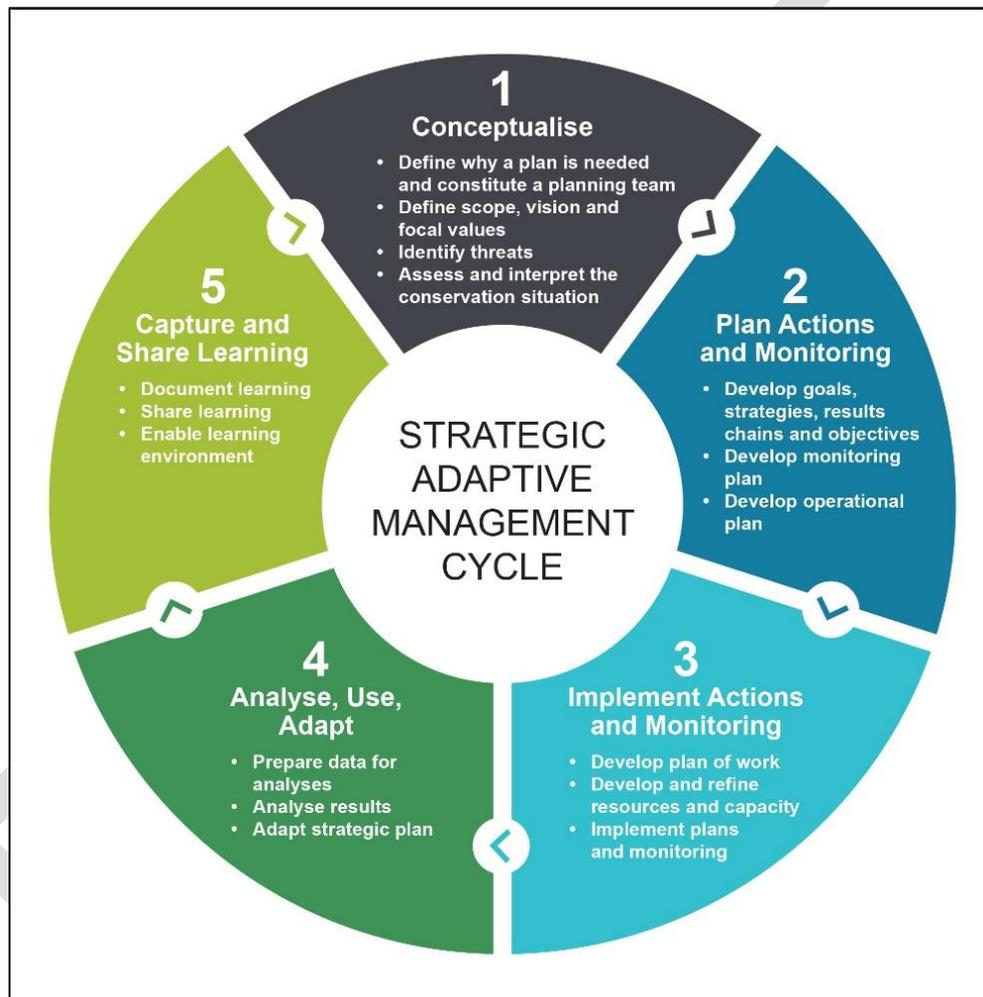 1
Conceptualise
• Define why a plan is needed
and constitute a planning team
• Define scope, vision and
focal values
• Identify threats
• Assess and interpret the
conservation situation
2
Plan Actions
and Monitoring
• Develop goals,
strategies, results
chains and objectives
• Develop monitoring
plan
• Develop operational
plan
3
Implement Actions
and Monitoring
• Develop plan of work
• Develop and refine
resources and capacity
• Implement plans
and monitoring
4
Analyse, Use,
Adapt
• Prepare data for
analyses
• Analyse results
• Adapt strategic plan
5
Capture and
Share Learning
• Document learning
• Share learning
• Enable learning
environment
STRATEGIC
ADAPTIVE
MANAGEMENT
CYCLE